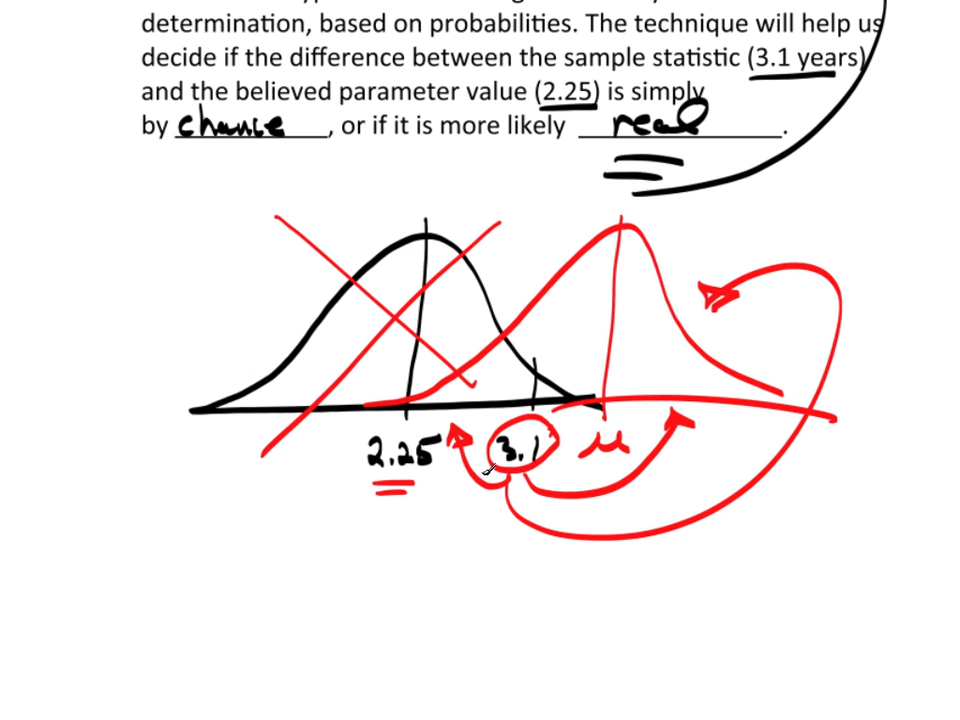 determination, based on probabilities. The technique will help us
decide if the difference between the sample statistic (3.1 years)
and the believed parameter value (2.25) is simply
by chance, or if it is more likely real.
2.25 3.1 μ